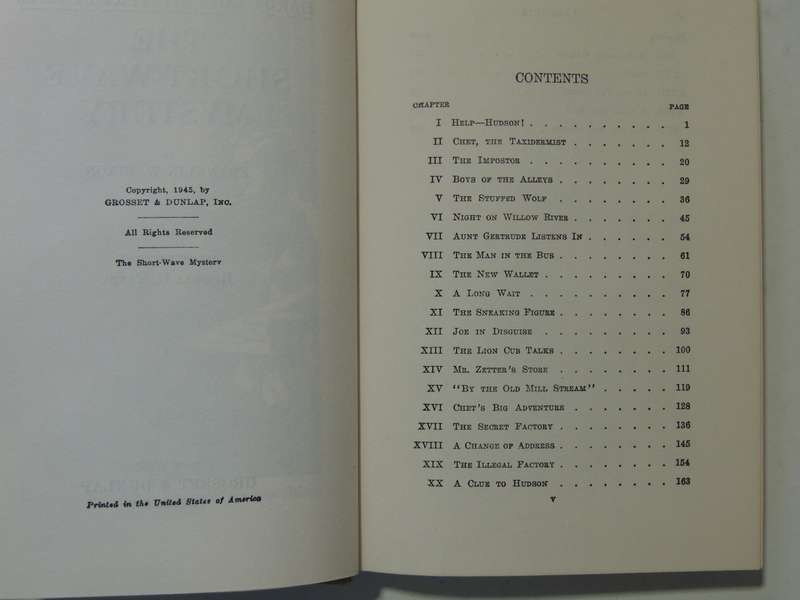 Copyright, 1945, by
GROSSET & DUNLAP, INC.
All Rights Reserved
The Short-Wave Mystery
Printed in the United States of America
CONTENTS
CHAPTER PAGE
I HELP—HUDSON! . . . . . . . . . . 1
II CHET, THE TAXIDERMIST . . . . . . . 12
III THE IMPOSTOR . . . . . . . . . . 20
IV BOYS OF THE ALLEYS . . . . . . . . 29
V THE STUFFED WOLF . . . . . . . . 36
VI NIGHT ON WILLOW RIVER . . . . . . . 45
VII AUNT GERTRUDE LISTENS IN . . . . . . 54
VIII THE MAN IN THE BUS . . . . . . . . 61
IX THE NEW WALLET . . . . . . . . . 70
X A LONG WAIT . . . . . . . . . . 77
XI THE SNEAKING FIGURE . . . . . . . . 86
XII JOE IN DISGUISE . . . . . . . . . 93
XIII THE LION CUB TALKS . . . . . . . . 100
XIV MR. ZETTER'S STORE . . . . . . . . 111
XV "BY THE OLD MILL STREAM" . . . . . 119
XVI CHET'S BIG ADVENTURE . . . . . . . 128
XVII THE SECRET FACTORY . . . . . . . . 136
XVIII A CHANGE OF ADDRESS . . . . . . . . 145
XIX THE ILLEGAL FACTORY . . . . . . . . 154
XX A CLUE TO HUDSON . . . . . . . . 163
v